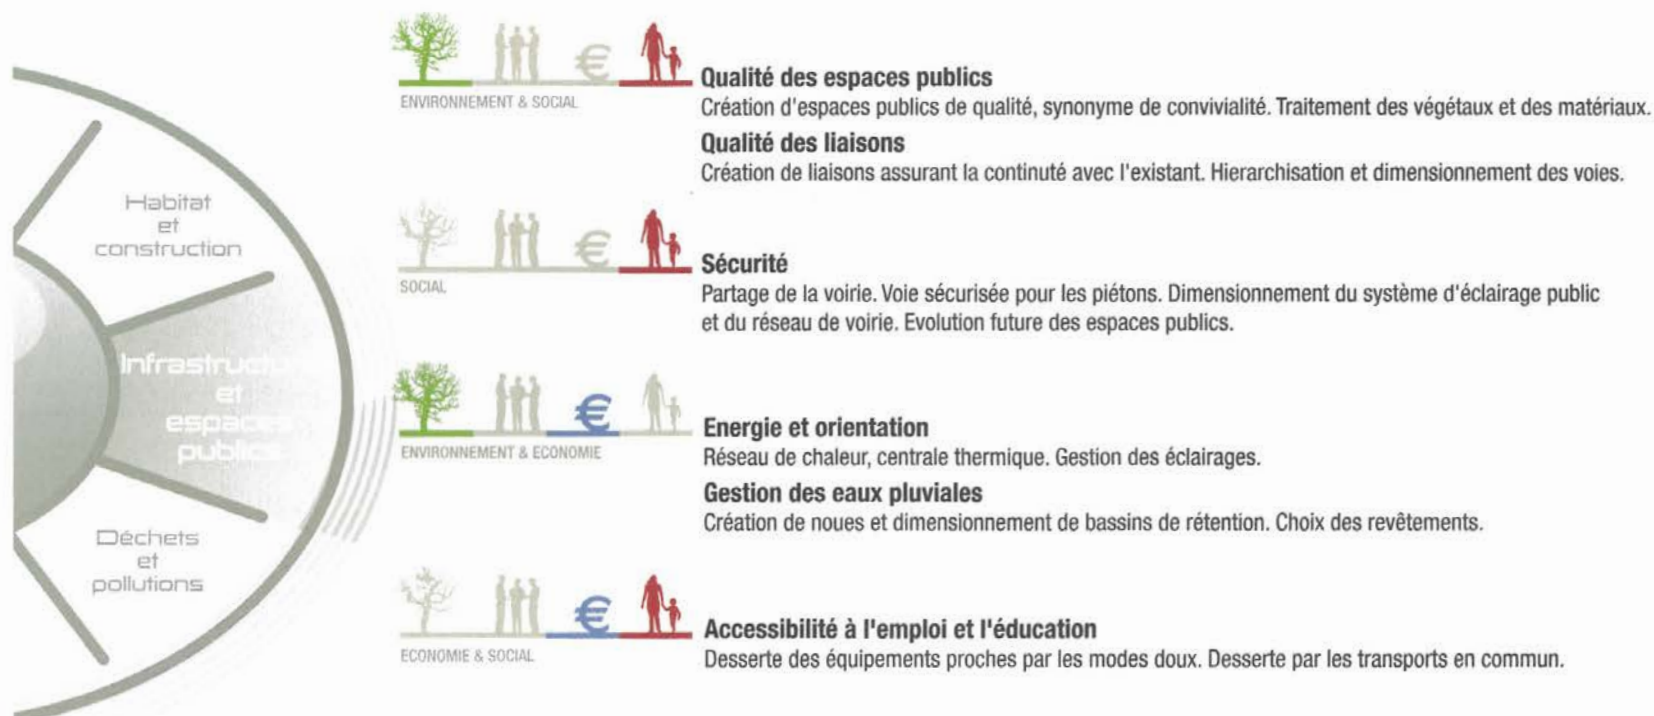 Habitat
et
construction
Infrastructure
et
espaces
publics
Déchets
et
pollutions
ENVIRONNEMENT & SOCIAL
Qualité des espaces publics
Création d'espaces publics de qualité, synonyme de convivialité. Traitement des végétaux et des matériaux.
Qualité des liaisons
Création de liaisons assurant la continuté avec l'existant. Hierarchisation et dimensionnement des voies.
SOCIAL
Sécurité
Partage de la voirie. Voie sécurisée pour les piétons. Dimensionnement du système d'éclairage public
et du réseau de voirie. Evolution future des espaces publics.
ENVIRONNEMENT & ECONOMIE
Energie et orientation
Réseau de chaleur, centrale thermique. Gestion des éclairages.
Gestion des eaux pluviales
Création de noues et dimensionnement de bassins de rétention. Choix des revêtements.
ECONOMIE & SOCIAL
Accessibilité à l'emploi et l'éducation
Desserte des équipements proches par les modes doux. Desserte par les transports en commun.